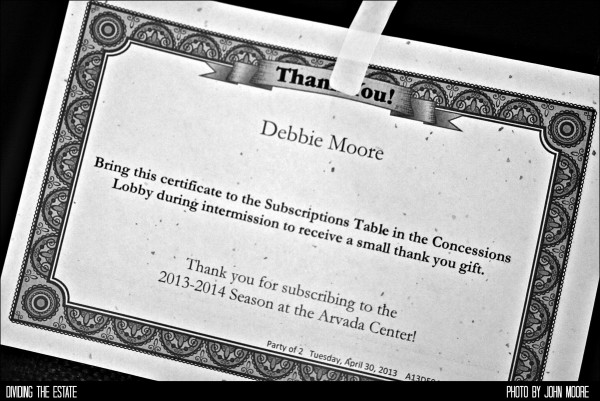 Thank You!
Debbie Moore
Bring this certificate to the Subscriptions Table in the Concessions
Lobby during intermission to receive a small thank you gift.
Thank you for subscribing to the
2013-2014 Season at the Arvada Center!
Party of 2 Tuesday, April 30, 2013
DIVIDING THE ESTATE
PHOTO BY JOHN MOORE